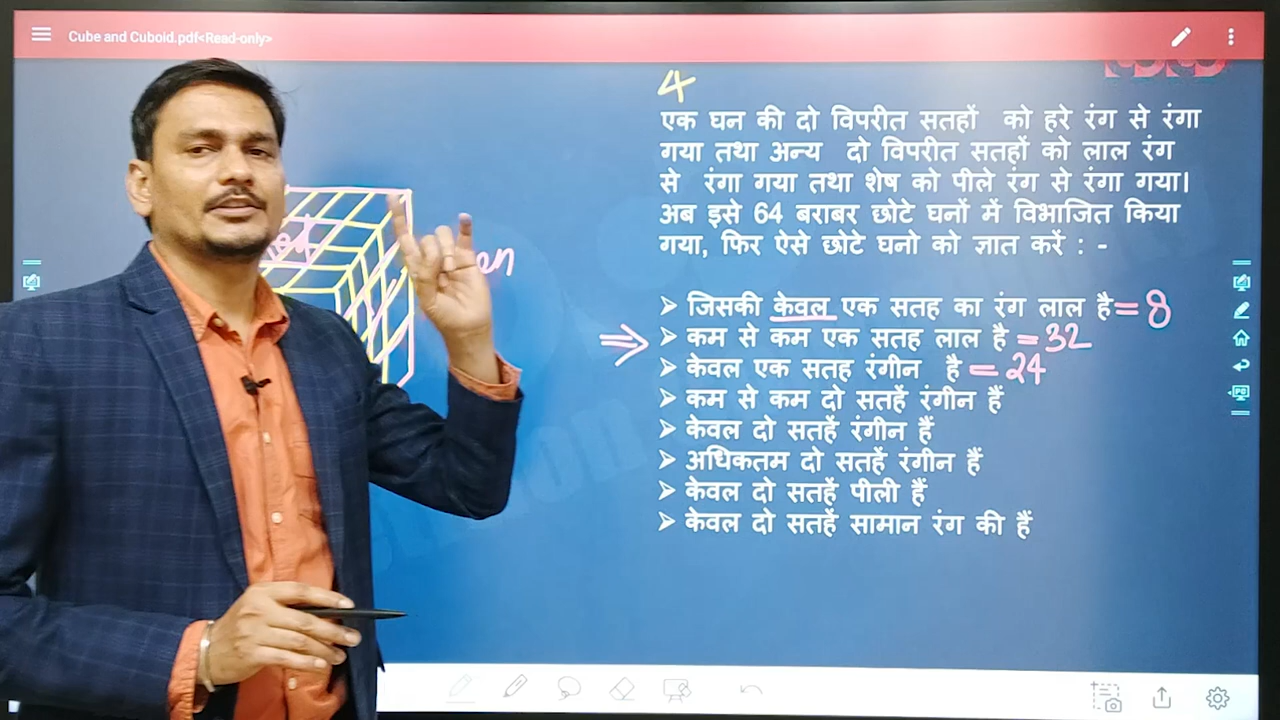 Cube and Cuboid.pdf<Read-only>
4
एक घन की दो विपरीत सतहों को हरे रंग से रंगा
गया तथा अन्य दो विपरीत सतहों को लाल रंग
से रंगा गया तथा शेष को पीले रंग से रंगा गया।
अब इसे 64 बराबर छोटे घनों में विभाजित किया
गया, फिर ऐसे छोटे घनो को ज्ञात करें : -
➤ जिसकी केवल एक सतह का रंग लाल है = 8
➤ कम से कम एक सतह लाल है = 32
➤ केवल एक सतह रंगीन है = 24
➤ कम से कम दो सतहें रंगीन हैं
➤ केवल दो सतहें रंगीन हैं
➤ अधिकतम दो सतहें रंगीन हैं
➤ केवल दो सतहें पीली हैं
➤ केवल दो सतहें सामान रंग की हैं